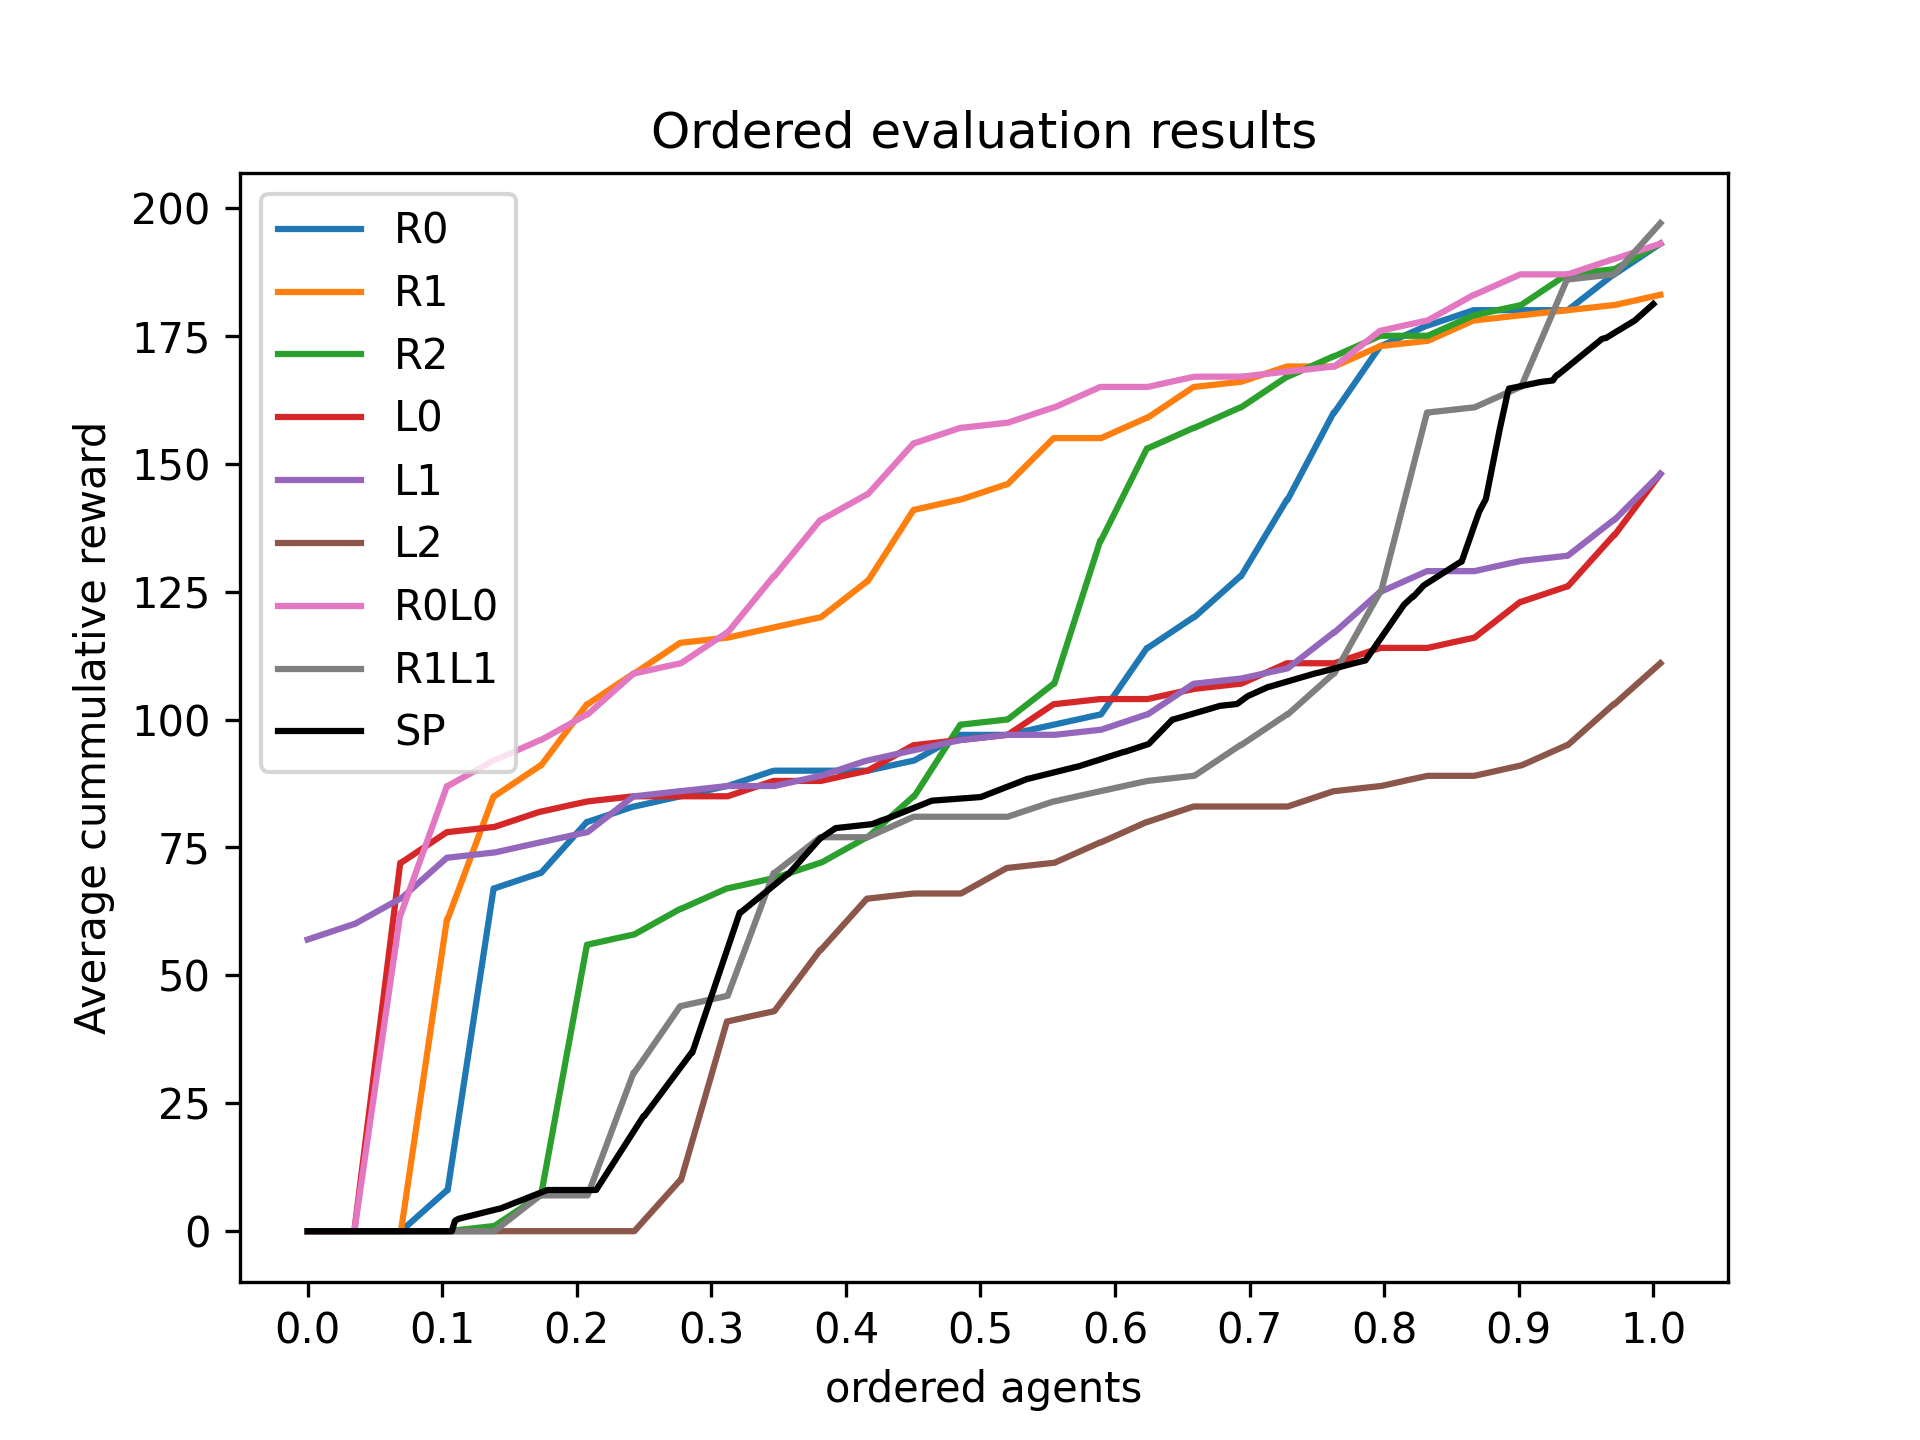 Ordered evaluation results
Average cummulative reward
200
175
150
125
100
75
50
25
0
R0
R1
R2
L0
L1
L2
R0L0
R1L1
SP
0.0 0.1 0.2 0.3 0.4 0.5 0.6 0.7 0.8 0.9 1.0
ordered agents